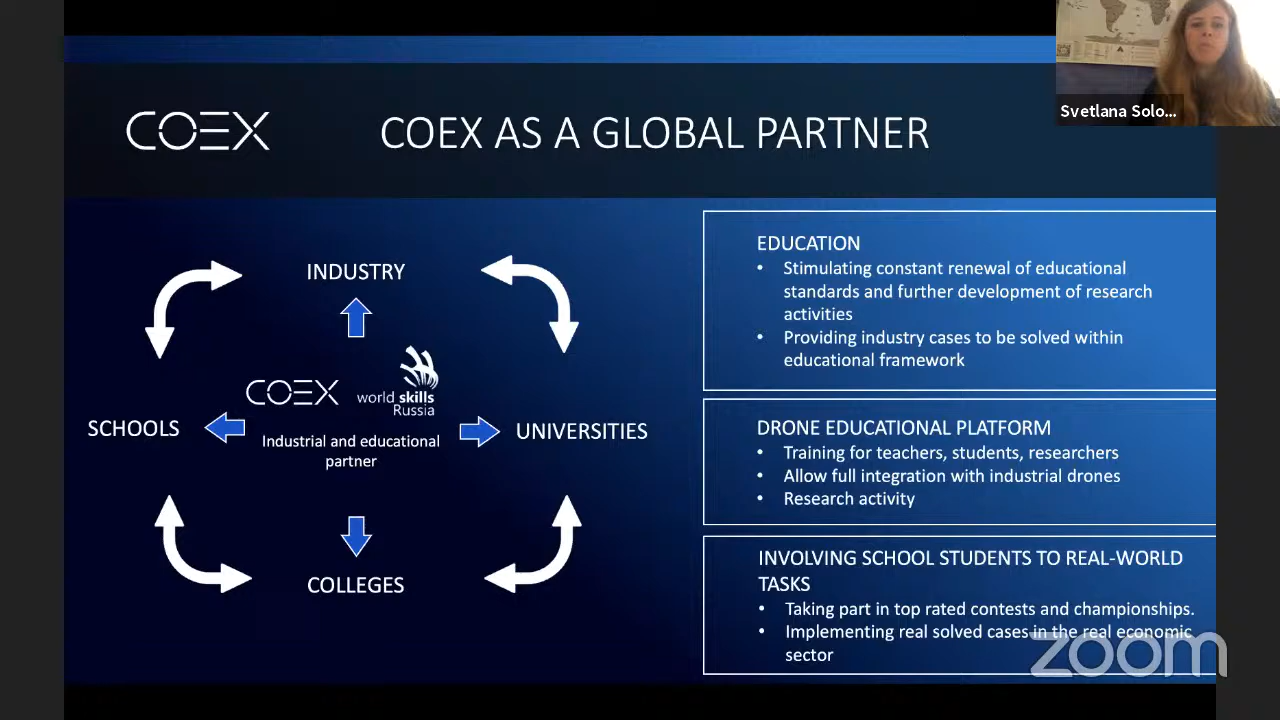 Svetlana Solo...
COEX
COEX AS A GLOBAL PARTNER
INDUSTRY
COEX
world skills
Russia
Industrial and educational
partner
SCHOOLS
UNIVERSITIES
COLLEGES
EDUCATION
• Stimulating constant renewal of educational
standards and further development of research
activities
• Providing industry cases to be solved within
educational framework
DRONE EDUCATIONAL PLATFORM
• Training for teachers, students, researchers
• Allow full integration with industrial drones
• Research activity
INVOLVING SCHOOL STUDENTS TO REAL-WORLD
TASKS
• Taking part in top rated contests and championships.
• Implementing real solved cases in the real economic
sector
zoom